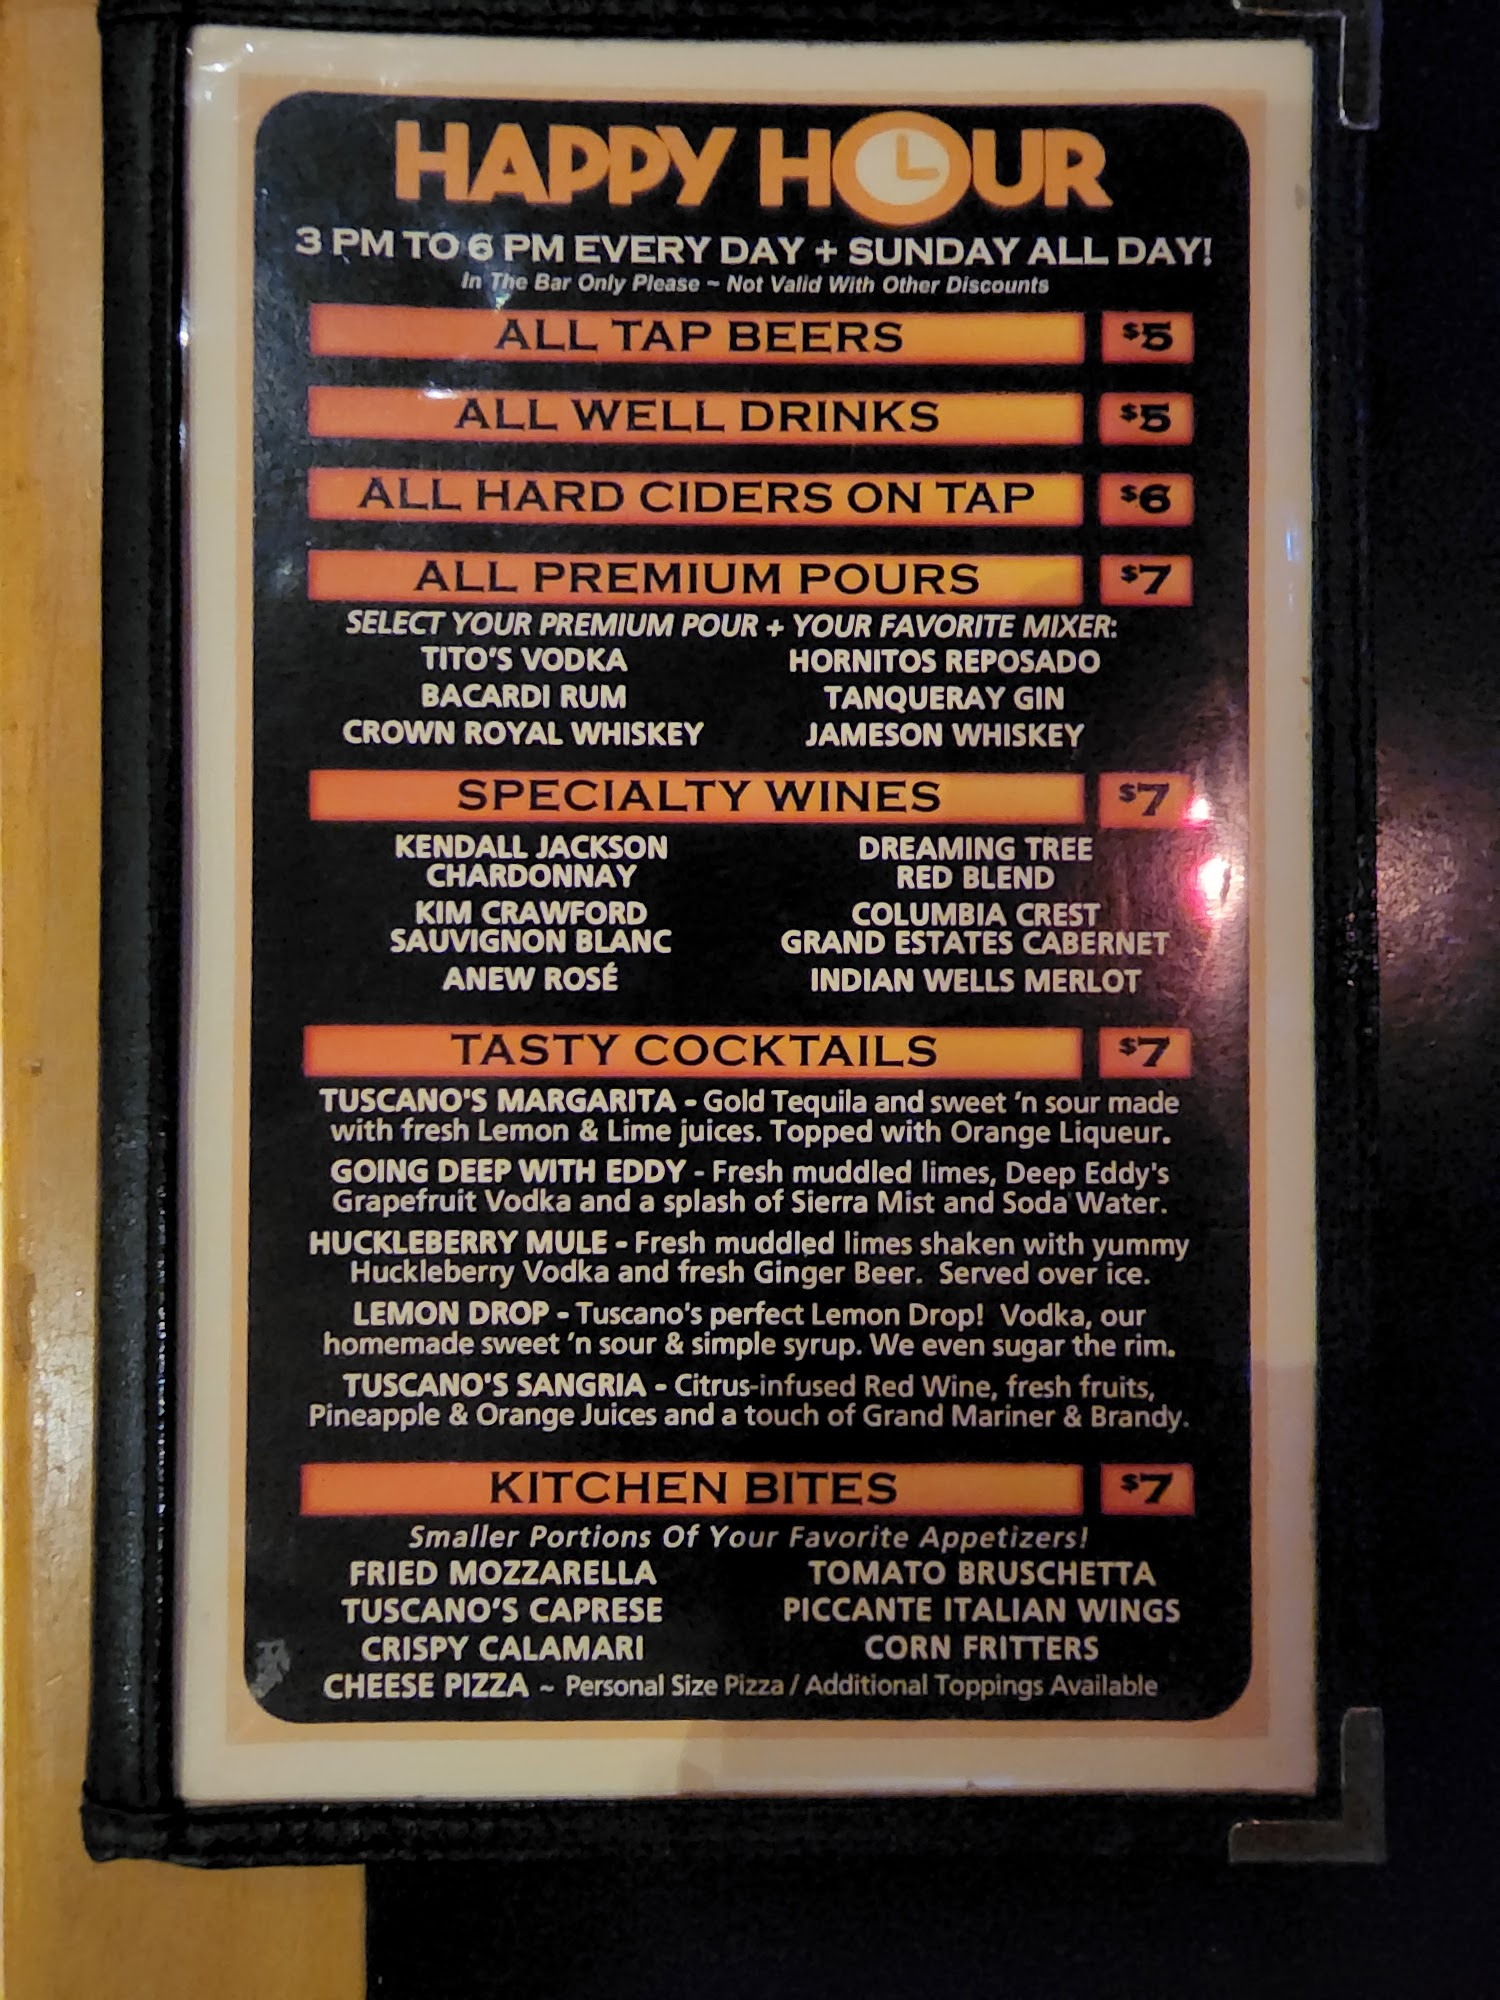 HAPPY HOUR
3 PM TO 6 PM EVERY DAY + SUNDAY ALL DAY!
In The Bar Only Please ~ Not Valid With Other Discounts
ALL TAP BEERS $5
ALL WELL DRINKS $5
ALL HARD CIDERS ON TAP $6
ALL PREMIUM POURS $7
SELECT YOUR PREMIUM POUR + YOUR FAVORITE MIXER:
TITO'S VODKA HORNITOS REPOSADO
BACARDI RUM TANQUERAY GIN
CROWN ROYAL WHISKEY JAMESON WHISKEY
SPECIALTY WINES $7
KENDALL JACKSON DREAMING TREE
CHARDONNAY RED BLEND
KIM CRAWFORD COLUMBIA CREST
SAUVIGNON BLANC GRAND ESTATES CABERNET
ANEW ROSÉ INDIAN WELLS MERLOT
TASTY COCKTAILS $7
TUSCANO'S MARGARITA - Gold Tequila and sweet 'n sour made
with fresh Lemon & Lime juices. Topped with Orange Liqueur.
GOING DEEP WITH EDDY - Fresh muddled limes, Deep Eddy's
Grapefruit Vodka and a splash of Sierra Mist and Soda Water.
HUCKLEBERRY MULE - Fresh muddled limes shaken with yummy
Huckleberry Vodka and fresh Ginger Beer. Served over ice.
LEMON DROP - Tuscano's perfect Lemon Drop! Vodka, our
homemade sweet 'n sour & simple syrup. We even sugar the rim.
TUSCANO'S SANGRIA - Citrus-infused Red Wine, fresh fruits,
Pineapple & Orange Juices and a touch of Grand Mariner & Brandy.
KITCHEN BITES $7
Smaller Portions Of Your Favorite Appetizers!
FRIED MOZZARELLA TOMATO BRUSCHETTA
TUSCANO'S CAPRESE PICCANTE ITALIAN WINGS
CRISPY CALAMARI CORN FRITTERS
CHEESE PIZZA ~ Personal Size Pizza / Additional Toppings Available